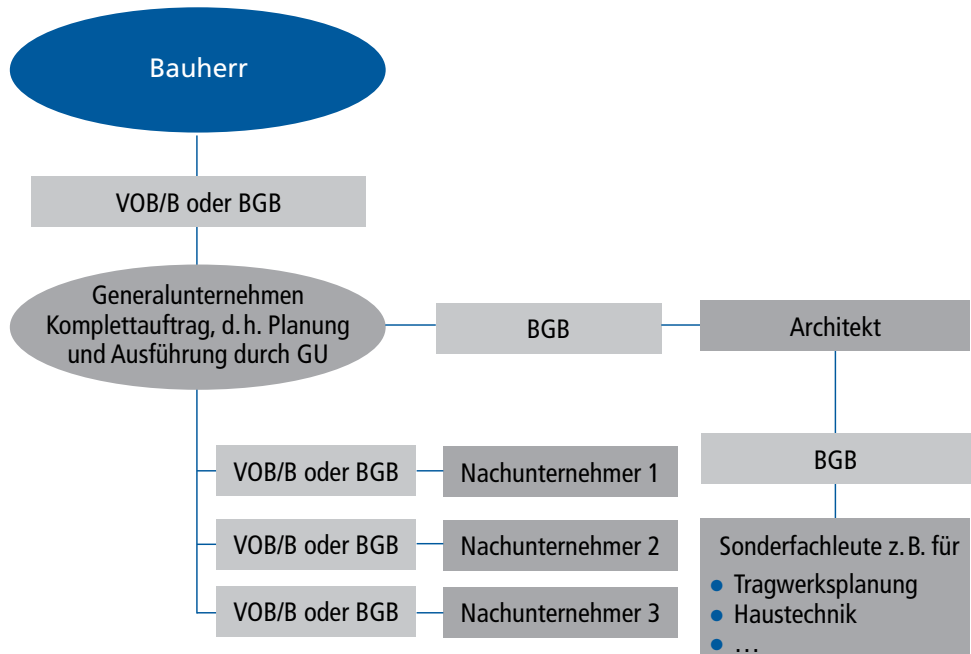 Bauherr
VOB/B oder BGB
Generalunternehmen
Komplettauftrag, d. h. Planung
und Ausführung durch GU
BGB
Architekt
BGB
VOB/B oder BGB
Nachunternehmer 1
VOB/B oder BGB
Nachunternehmer 2
VOB/B oder BGB
Nachunternehmer 3
Sonderfachleute z. B. für
• Tragwerksplanung
• Haustechnik
• …